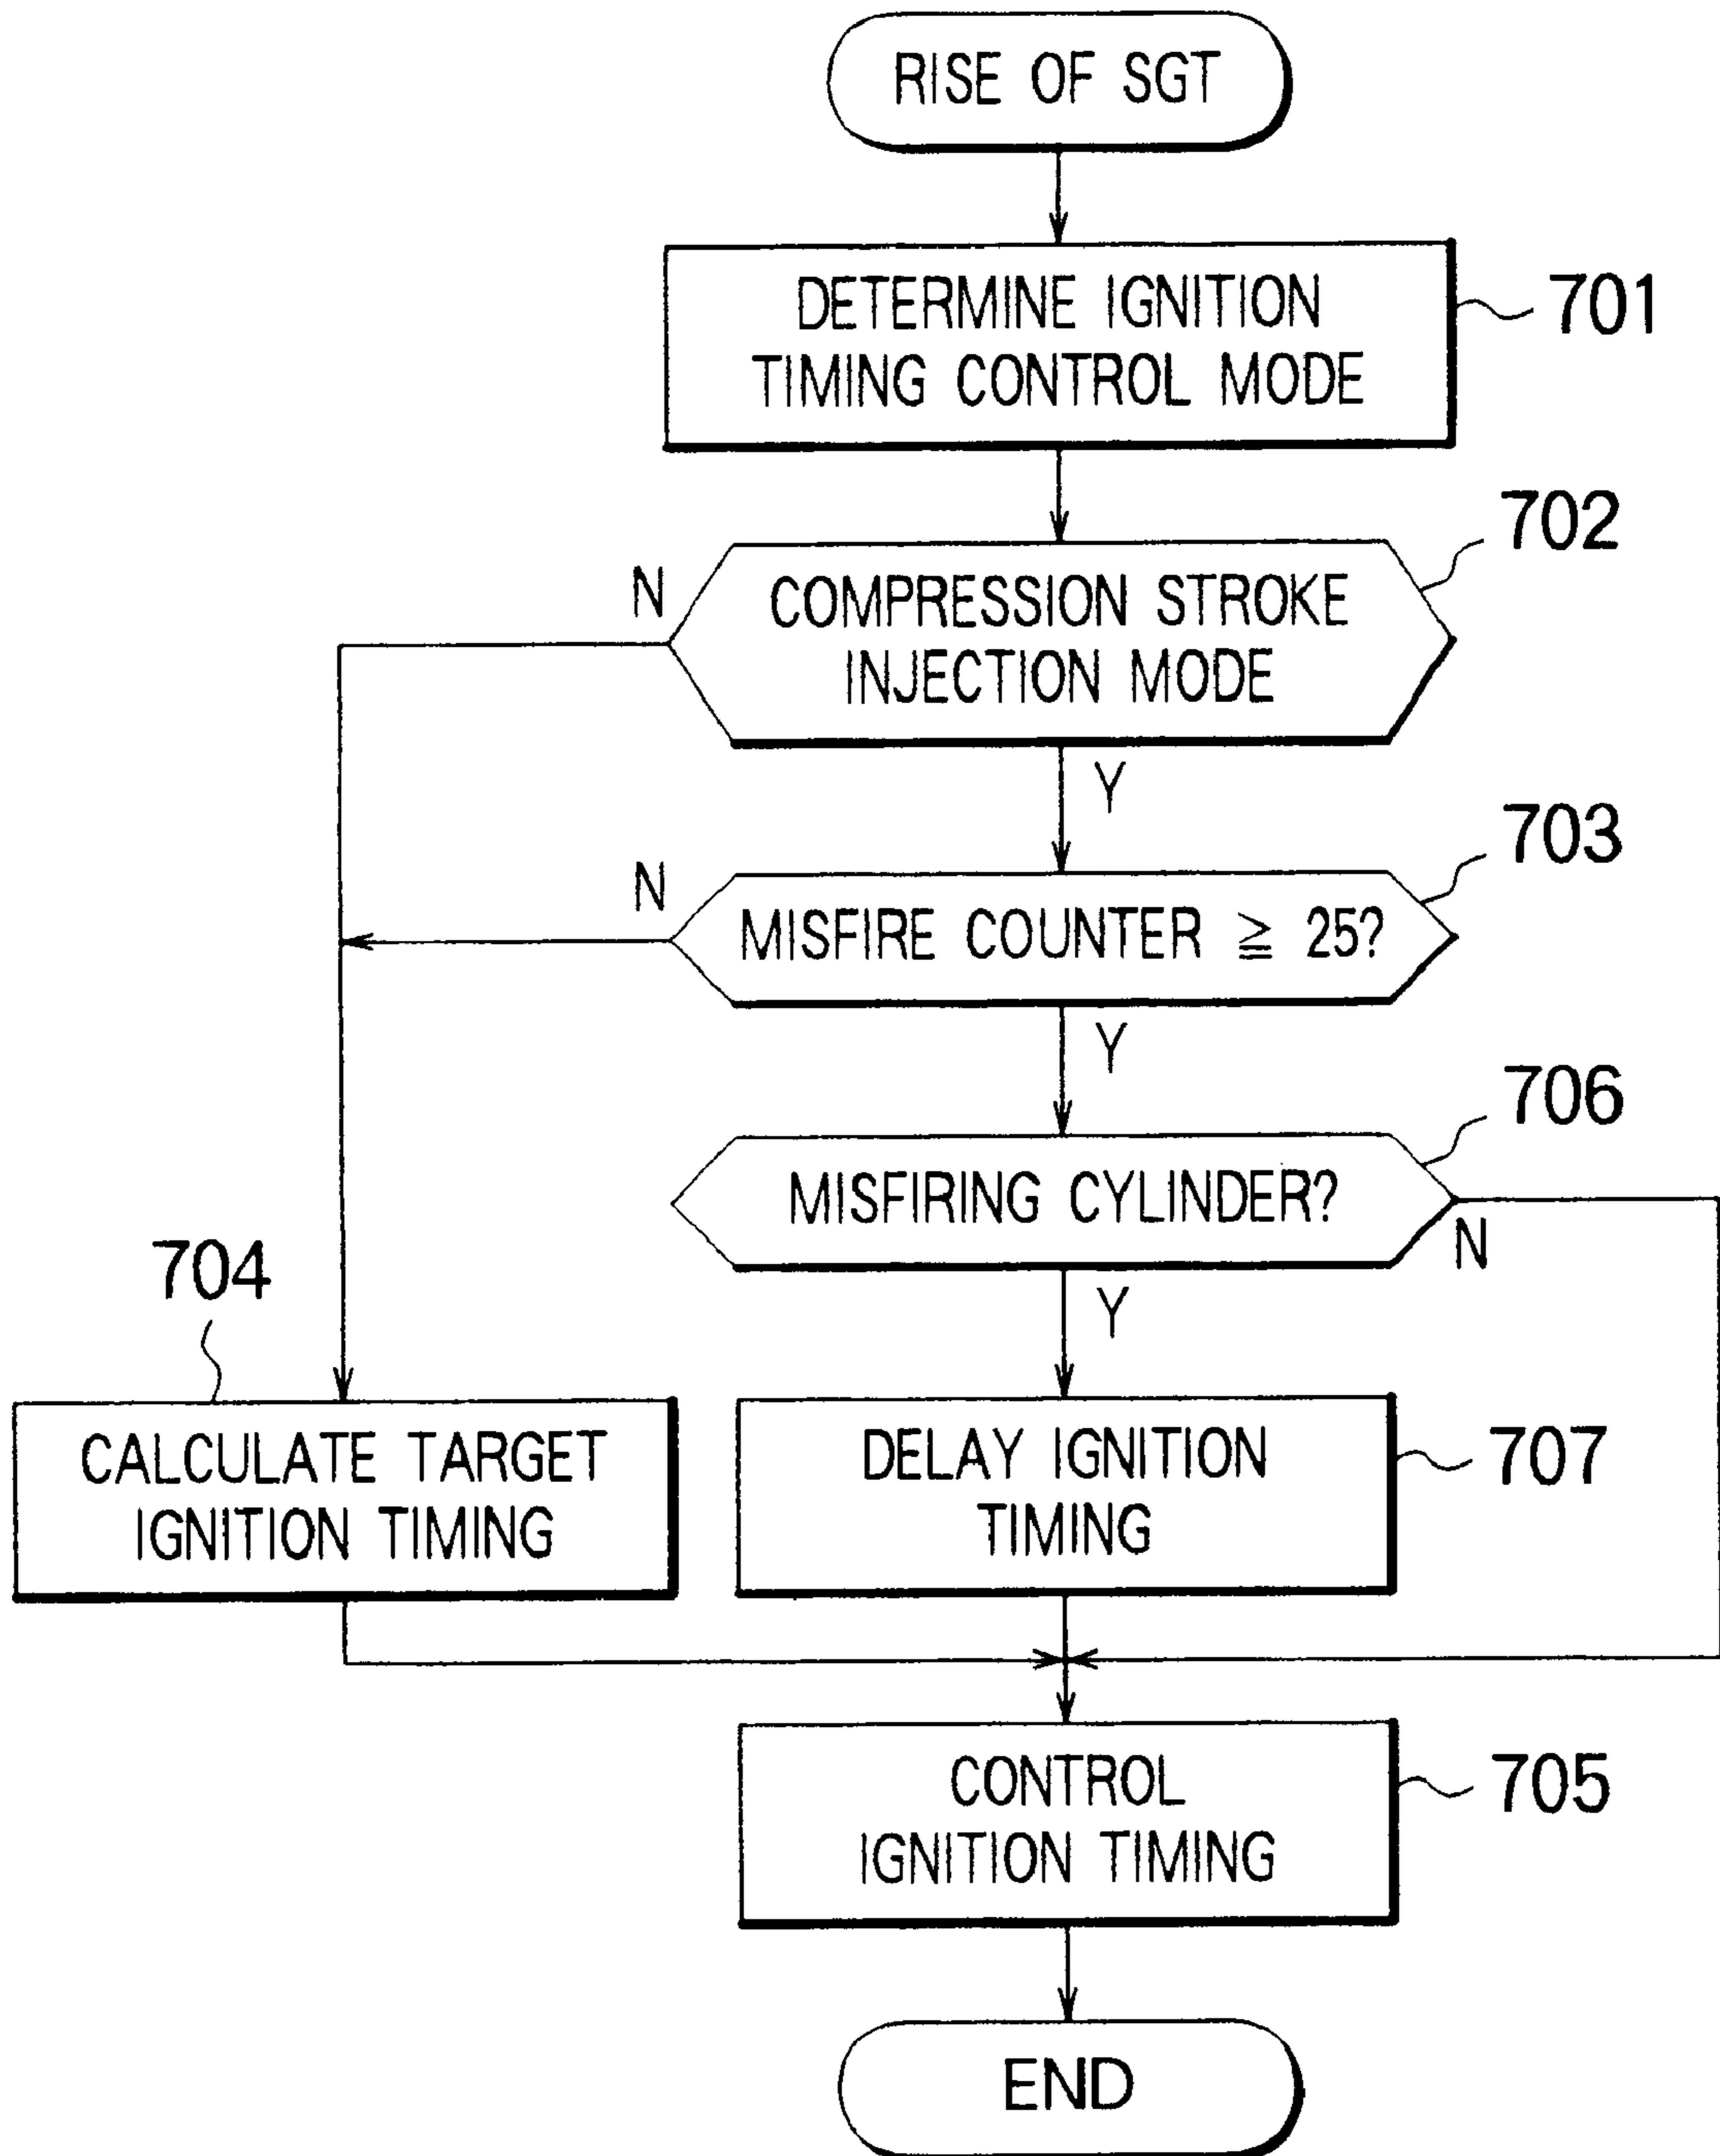 RISE OF SGT
DETERMINE IGNITION
TIMING CONTROL MODE
701
702
N
COMPRESSION STROKE
INJECTION MODE
Y
703
N
MISFIRE COUNTER ≧ 25?
Y
706
MISFIRING CYLINDER?
N
Y
704
CALCULATE TARGET
IGNITION TIMING
DELAY IGNITION
TIMING
707
CONTROL
IGNITION TIMING
705
END